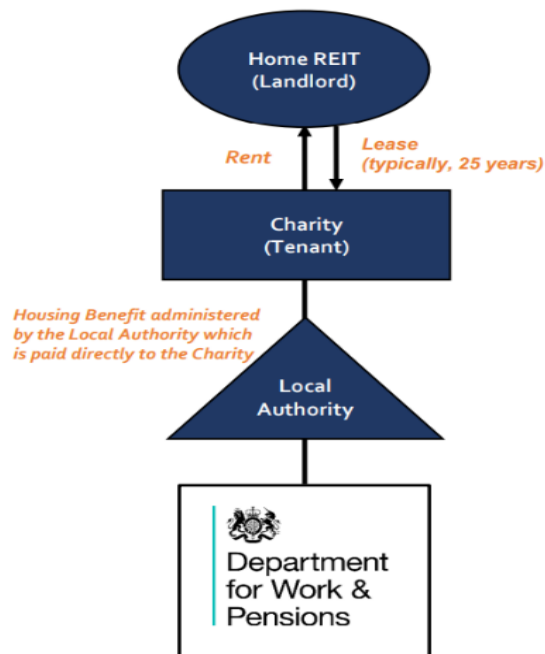 Home REIT
(Landlord)
Rent
Lease
(typically, 25 years)
Charity
(Tenant)
Housing Benefit administered
by the Local Authority which
is paid directly to the Charity
Local
Authority
Department
for Work &
Pensions